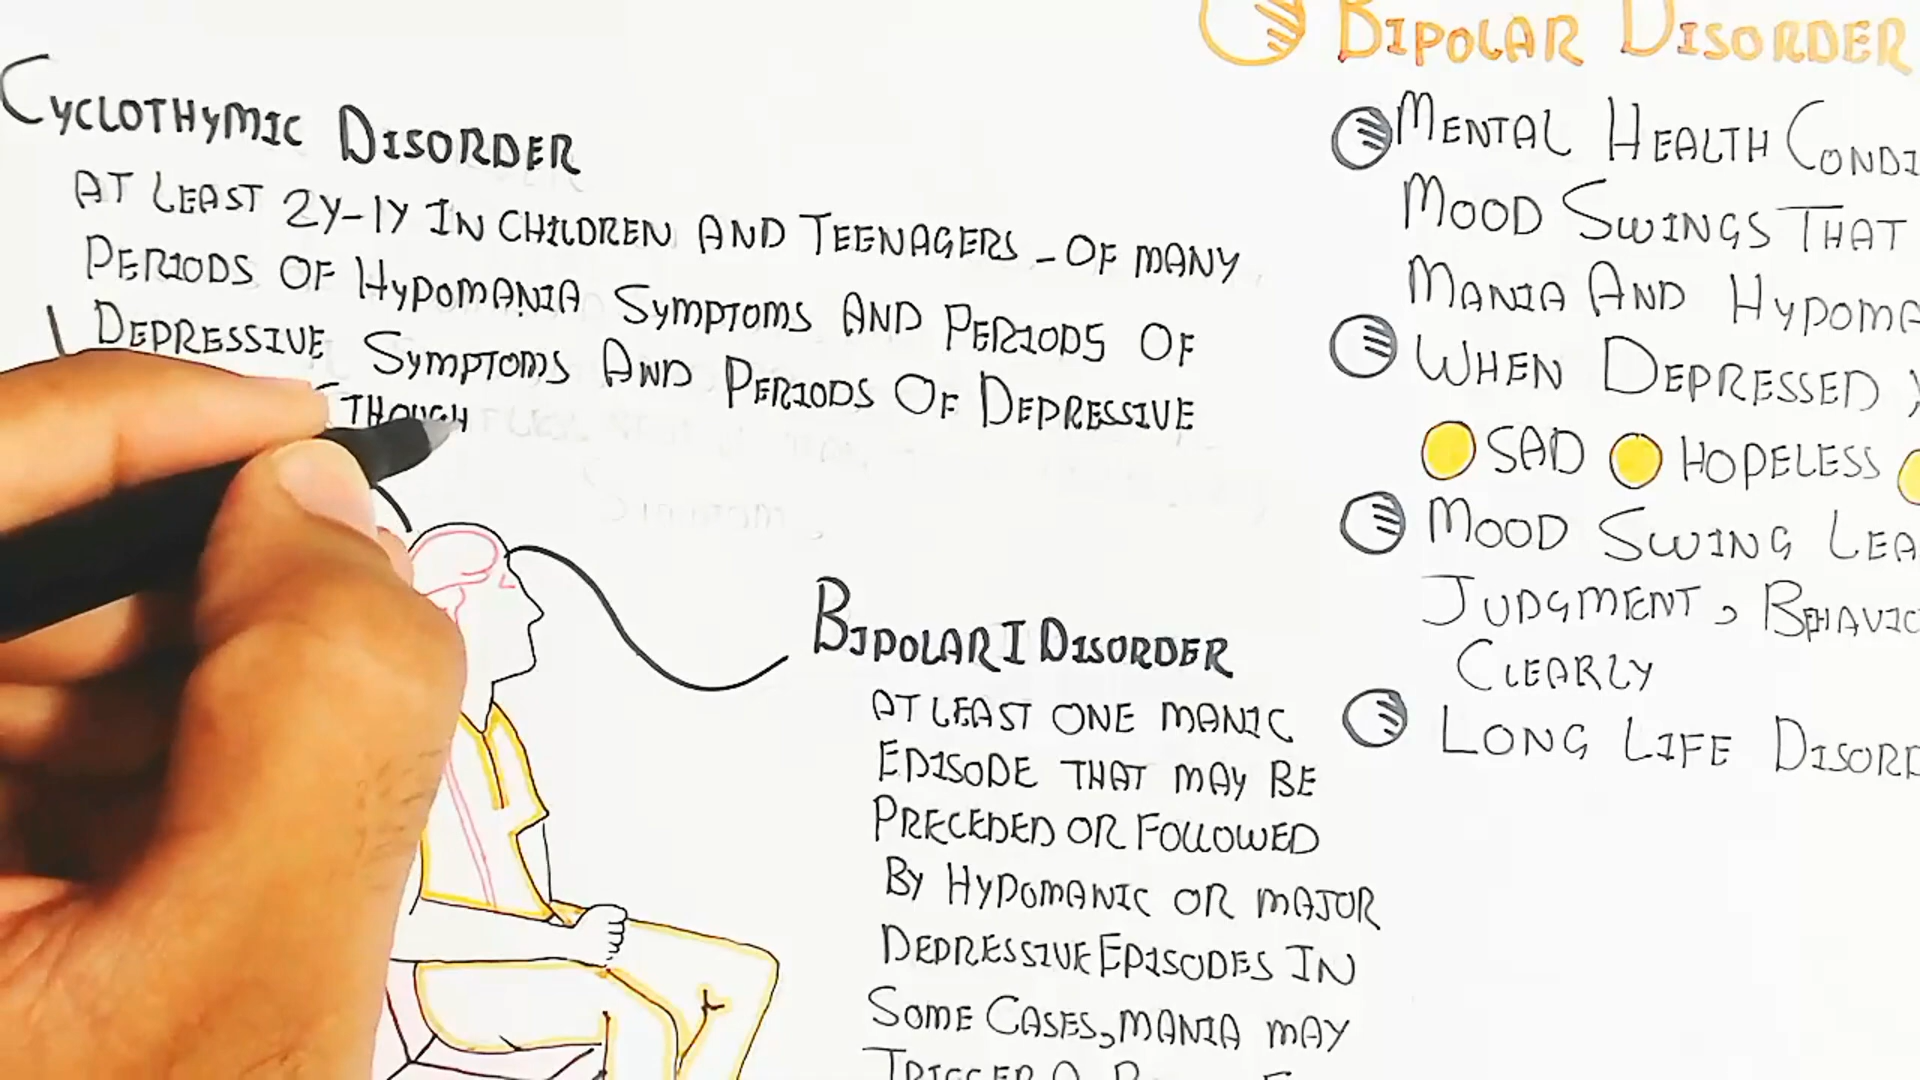 CYCLOTHYMIC DISORDER
AT LEAST 2Y-1Y IN CHILDREN AND TEENAGERS - OF MANY
PERIODS OF HYPOMANIA SYMPTOMS AND PERIODS OF
DEPRESSIVE SYMPTOMS AND PERIODS OF DEPRESSIVE
THOUGH
BIPOLAR I DISORDER
AT LEAST ONE MANIC
EPISODE THAT MAY BE
PRECEDED OR FOLLOWED
BY HYPOMANIC OR MAJOR
DEPRESSIVE EPISODES IN
SOME CASES, MANIA MAY
TRIGGER A
BIPOLAR DISORDER
MENTAL HEALTH CONDI
MOOD SWINGS THAT
MANIA AND HYPOMA
WHEN DEPRESSED Y
SAD HOPELESS
MOOD SWING LEA
JUDGMENT, BEHAVIO
CLEARLY
LONG LIFE DISORD